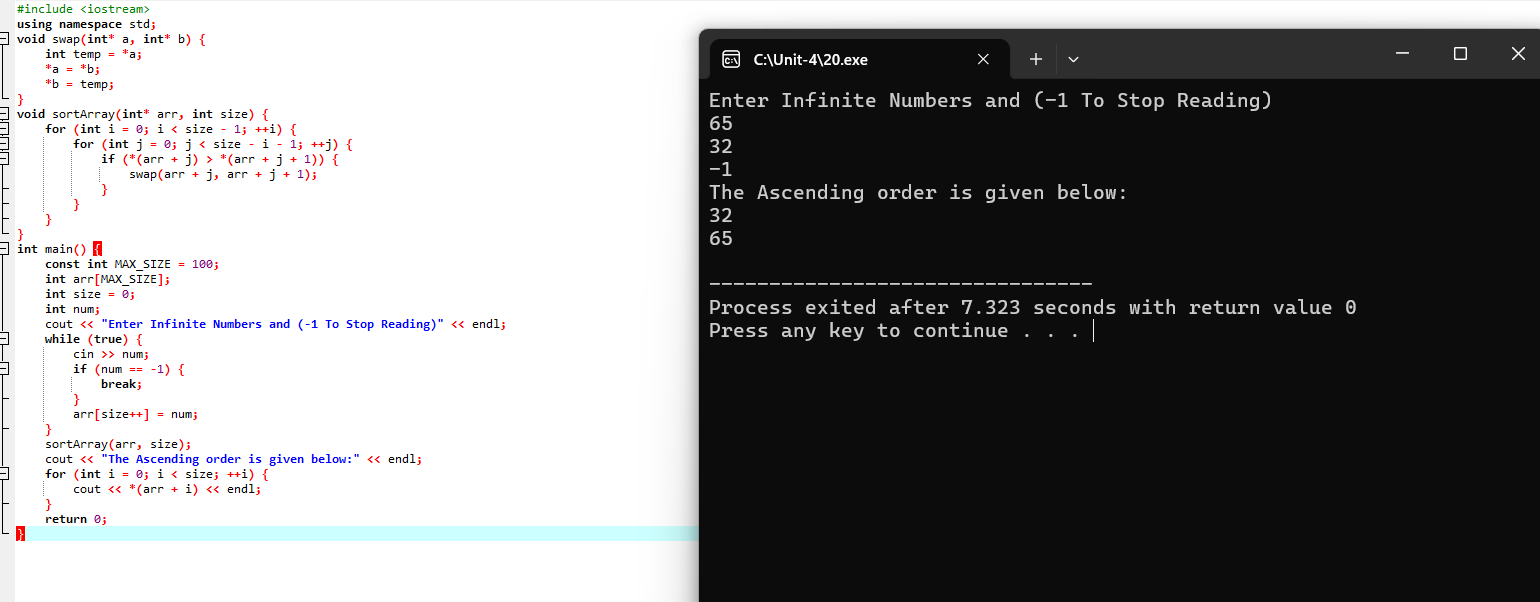 #include <iostream>
using namespace std;
void swap(int* a, int* b) {
    int temp = *a;
    *a = *b;
    *b = temp;
}
void sortArray(int* arr, int size) {
    for (int i = 0; i < size - 1; ++i) {
        for (int j = 0; j < size - i - 1; ++j) {
            if (*(arr + j) > *(arr + j + 1)) {
                swap(arr + j, arr + j + 1);
            }
        }
    }
}
int main() {
    const int MAX_SIZE = 100;
    int arr[MAX_SIZE];
    int size = 0;
    int num;
    cout << "Enter Infinite Numbers and (-1 To Stop Reading)" << endl;
    while (true) {
        cin >> num;
        if (num == -1) {
            break;
        }
        arr[size++] = num;
    }
    sortArray(arr, size);
    cout << "The Ascending order is given below:" << endl;
    for (int i = 0; i < size; ++i) {
        cout << *(arr + i) << endl;
    }
    return 0;
}
C:\Unit-4\20.exe
Enter Infinite Numbers and (-1 To Stop Reading)
65
32
-1
The Ascending order is given below:
32
65
--------------------------------
Process exited after 7.323 seconds with return value 0
Press any key to continue . . .